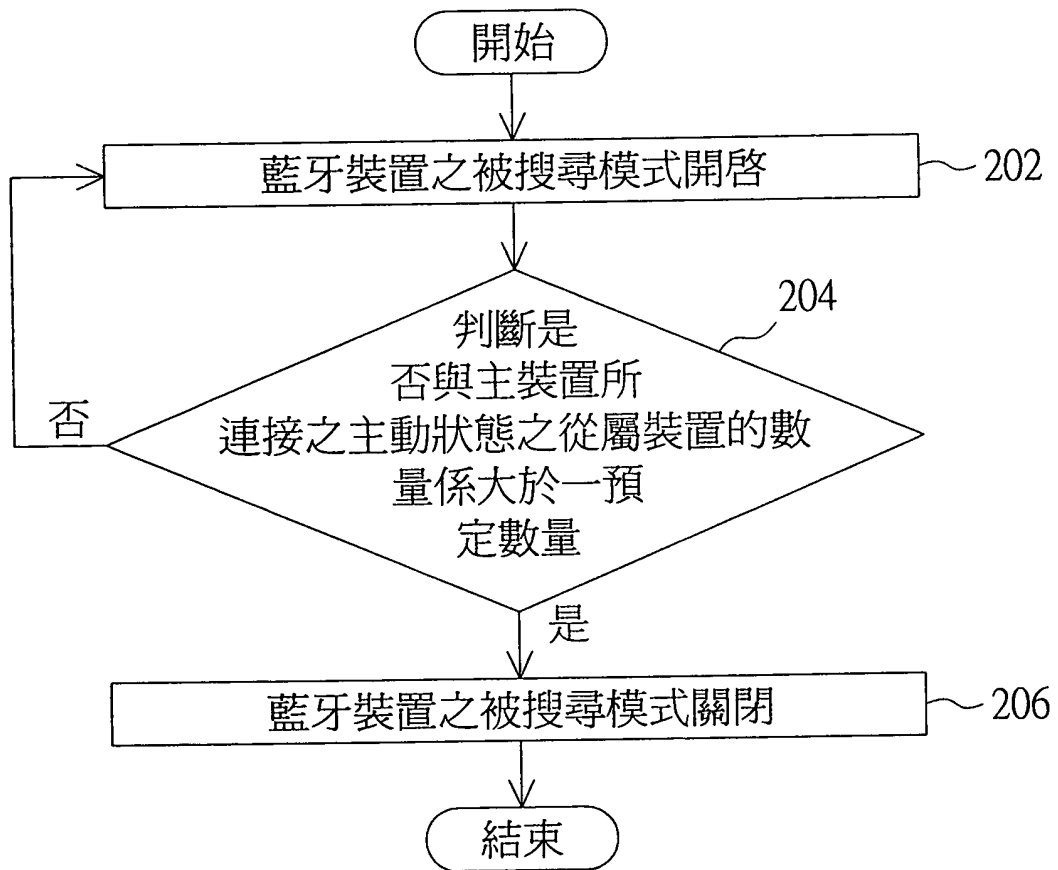 開始
藍牙裝置之被搜尋模式開啓
202
204
判斷是
否與主裝置所
連接之主動狀態之從屬裝置的數
量係大於一預
定數量
否
是
藍牙裝置之被搜尋模式關閉
206
結束